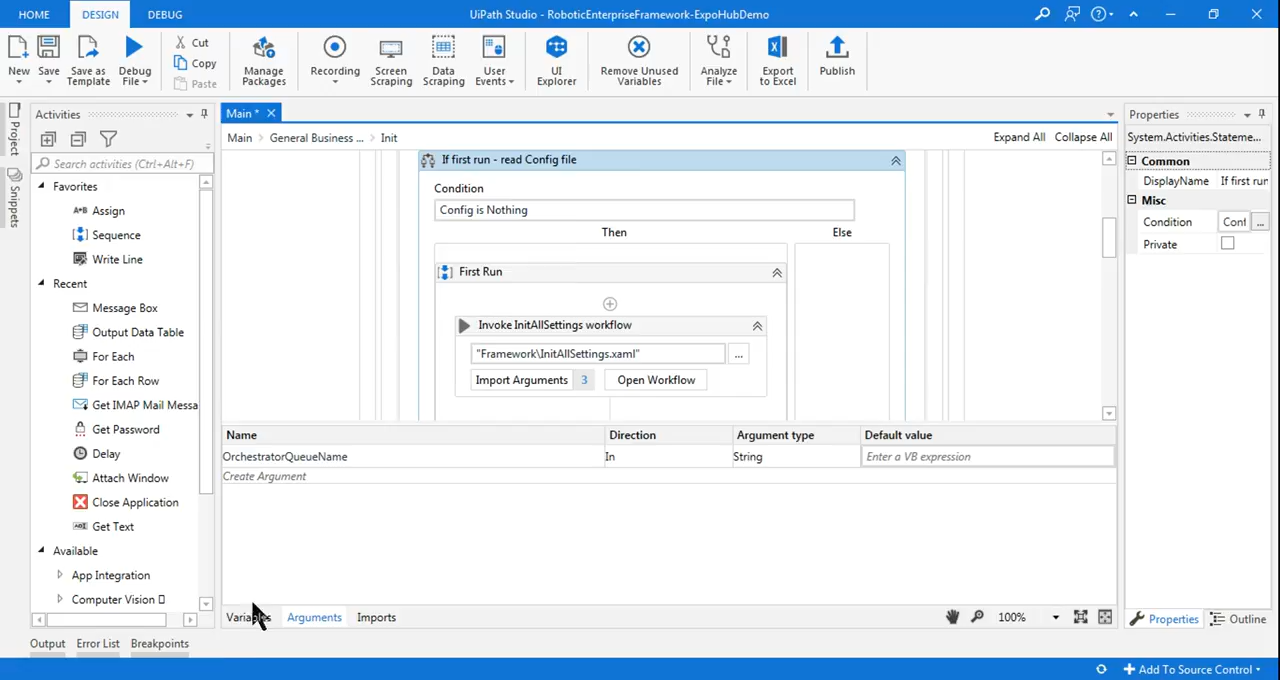 HOME DESIGN DEBUG UiPath Studio - RoboticEnterpriseFramework-ExpoHubDemo
New Save Save as Template Debug File Cut Copy Paste Manage Packages Recording Screen Scraping Data Scraping User Events UI Explorer Remove Unused Variables Analyze File Export to Excel Publish
Project
Snippets
Activities
Search activities (Ctrl+Alt+F)
Favorites
Assign
Sequence
Write Line
Recent
Message Box
Output Data Table
For Each
For Each Row
Get IMAP Mail Messa
Get Password
Delay
Attach Window
Close Application
Get Text
Available
App Integration
Computer Vision
Main *
Main > General Business ... > Init
Expand All Collapse All
If first run - read Config file
Condition
Config is Nothing
Then Else
First Run
Invoke InitAllSettings workflow
"Framework\InitAllSettings.xaml" ...
Import Arguments 3 Open Workflow
Name Direction Argument type Default value
OrchestratorQueueName In String Enter a VB expression
Create Argument
Variables Arguments Imports 100%
Properties
System.Activities.Stateme...
Common
DisplayName If first run
Misc
Condition Conf ...
Private
Properties Outline
Output Error List Breakpoints
Add To Source Control